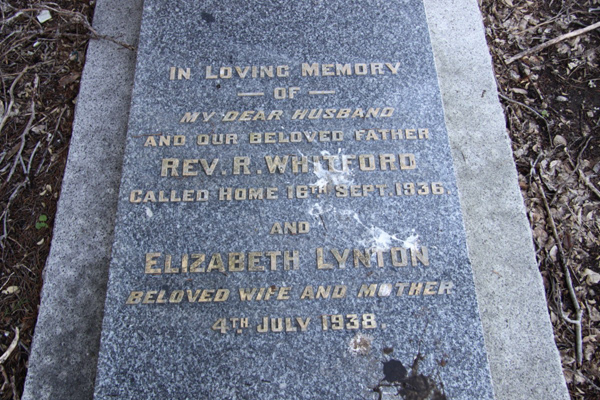 IN LOVING MEMORY
— OF —
MY DEAR HUSBAND
AND OUR BELOVED FATHER
REV. R. WHITFORD
CALLED HOME 16TH SEPT. 1936
AND
ELIZABETH LYNTON
BELOVED WIFE AND MOTHER
4TH JULY 1938.